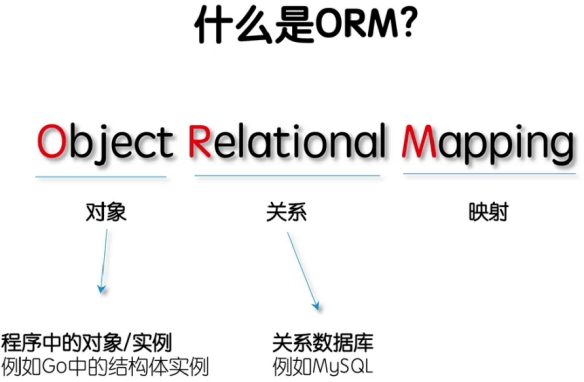 什么是ORM?
Object Relational Mapping
对象 关系 映射
程序中的对象/实例
例如Go中的结构体实例
关系数据库
例如MySQL